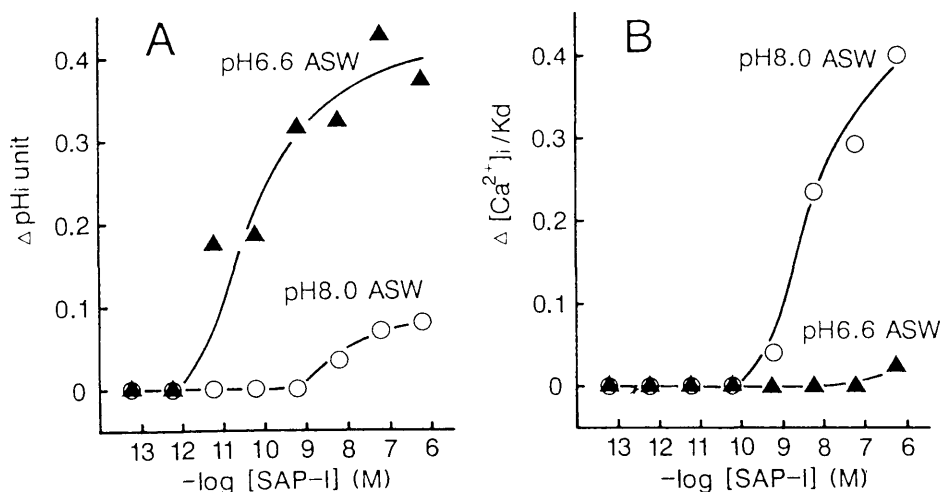 A
pH6.6 ASW
pH8.0 ASW
Δ pHi unit
0.4
0.3
0.2
0.1
0
13 12 11 10 9 8 7 6
-log [SAP-I] (M)
B
pH8.0 ASW
pH6.6 ASW
Δ [Ca²⁺]i/Kd
0.4
0.3
0.2
0.1
0
13 12 11 10 9 8 7 6
-log [SAP-I] (M)